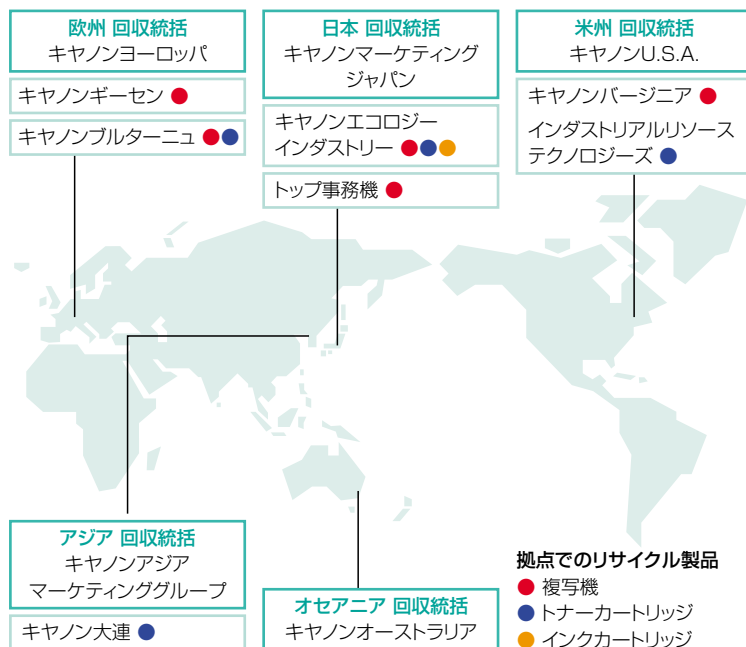 欧州 回収統括
キヤノンヨーロッパ
キヤノンギーセン
キヤノンブルターニュ
日本 回収統括
キヤノンマーケティング
ジャパン
キヤノンエコロジー
インダストリー
トップ事務機
米州 回収統括
キヤノンU.S.A.
キヤノンバージニア
インダストリアルリソース
テクノロジーズ
アジア 回収統括
キヤノンアジア
マーケティンググループ
キヤノン大連
オセアニア 回収統括
キヤノンオーストラリア
拠点でのリサイクル製品
複写機
トナーカートリッジ
インクカートリッジ